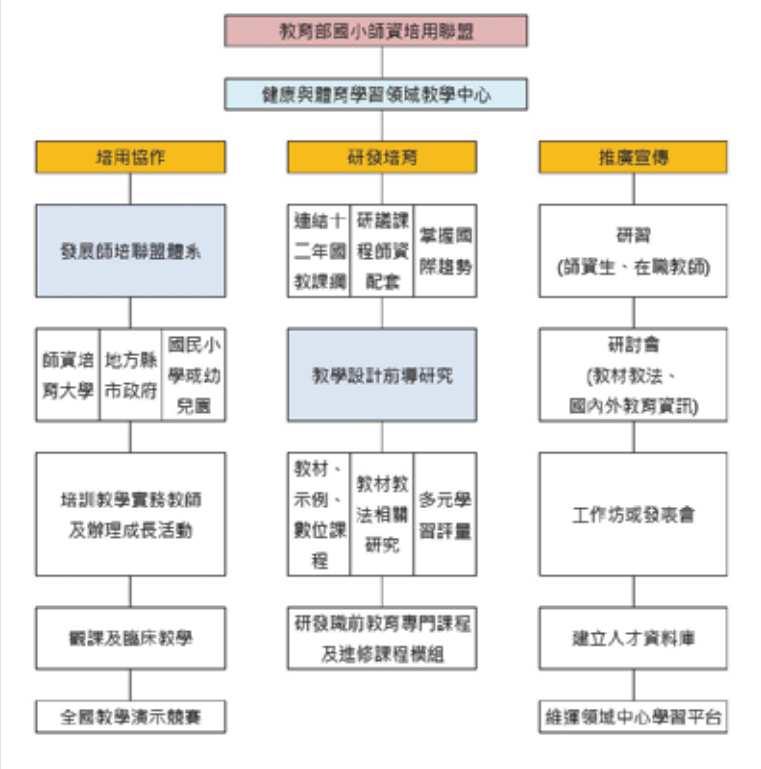 教育部國小師資培用聯盟
健康與體育學習領域教學中心
培用協作
發展師培聯盟體系
師資培
育大學
地方縣
市政府
國民小
學或幼
兒園
培訓教學實務教師
及辦理成長活動
觀課及臨床教學
全國教學演示競賽
研發培育
連結十
二年國
教課綱
研議課
程師資
配套
掌握國
際趨勢
教學設計前導研究
教材、
示例、
數位課
程
教材教
法相關
研究
多元學
習評量
研發職前教育專門課程
及進修課程模組
推廣宣傳
研習
(師資生、在職教師)
研討會
(教材教法、
國內外教育資訊)
工作坊或發表會
建立人才資料庫
維運領域中心學習平台